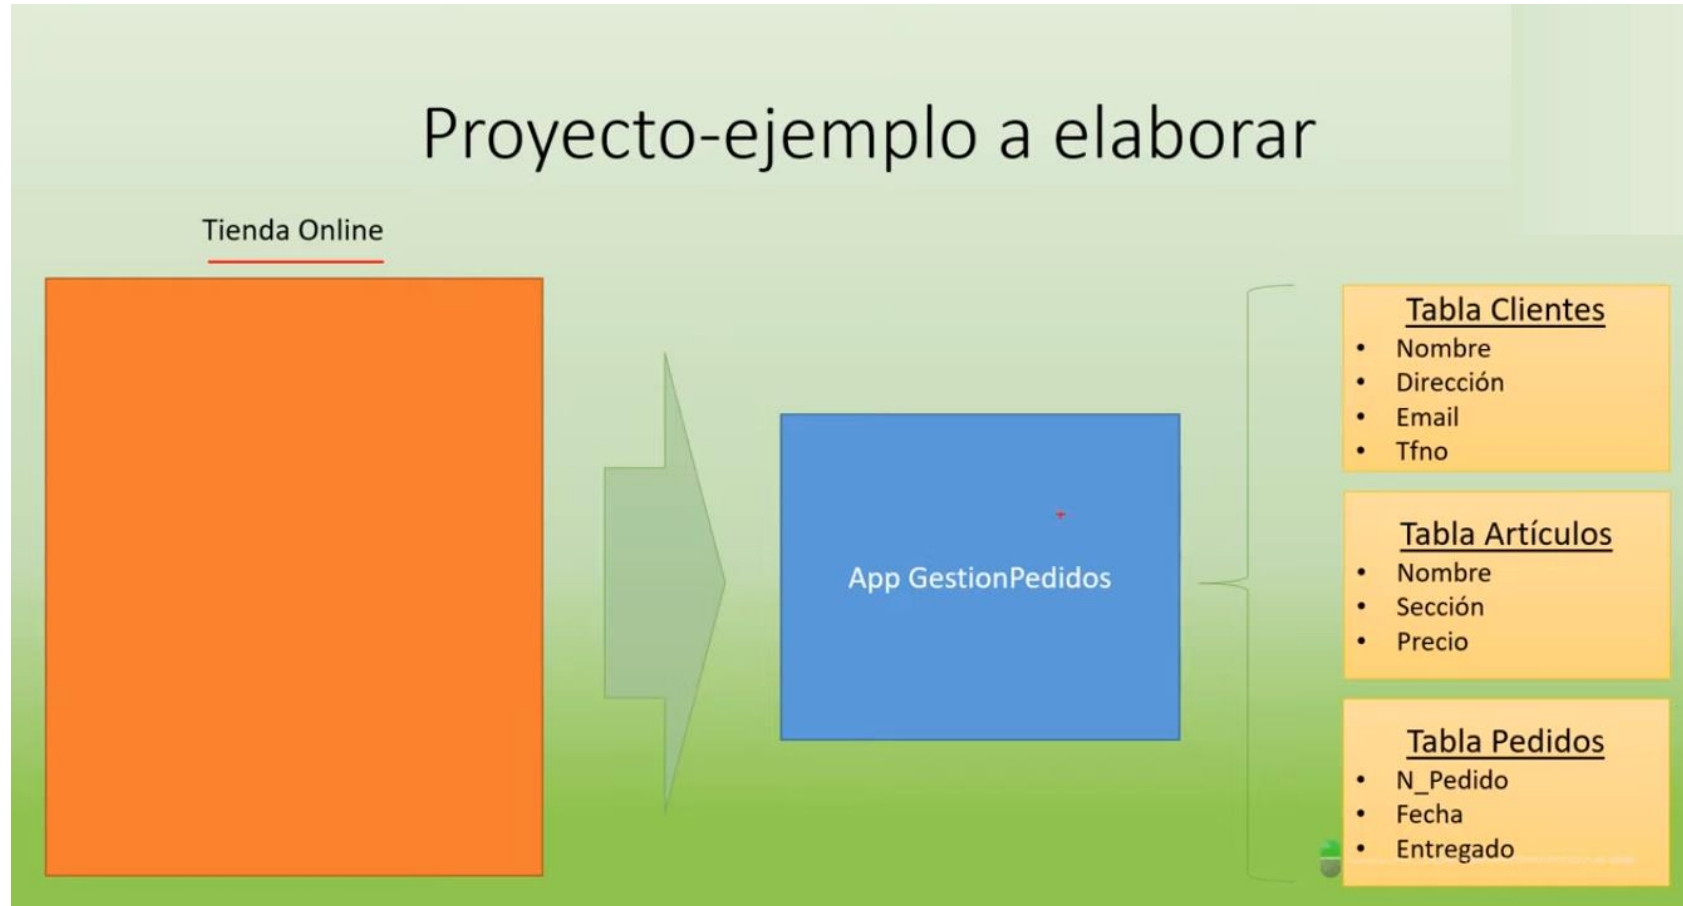 Proyecto-ejemplo a elaborar
Tienda Online
App GestionPedidos
Tabla Clientes
• Nombre
• Dirección
• Email
• Tfno
Tabla Artículos
• Nombre
• Sección
• Precio
Tabla Pedidos
• N_Pedido
• Fecha
• Entregado